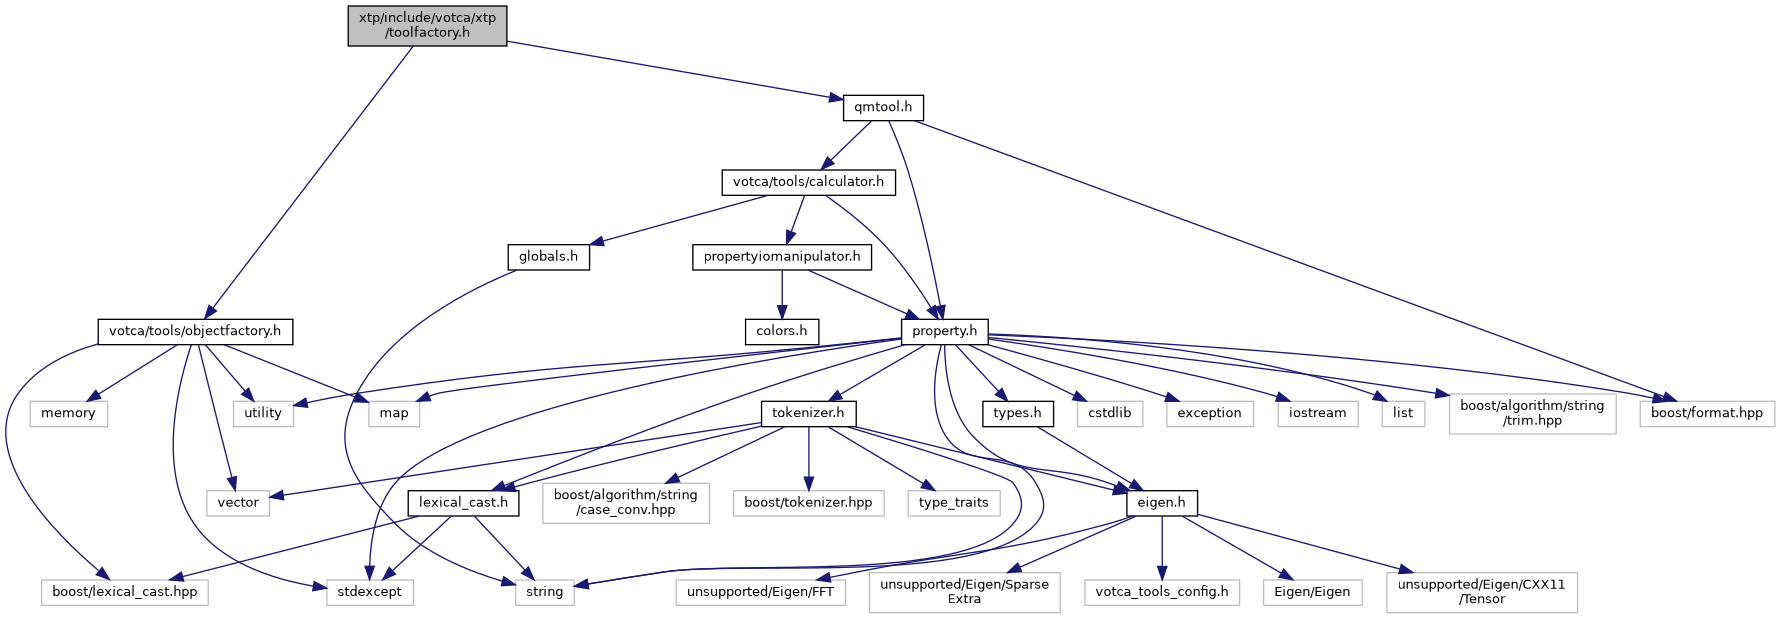 xtp/include/votca/xtp
/toolfactory.h
qmtool.h
votca/tools/calculator.h
globals.h
propertyiomanipulator.h
votca/tools/objectfactory.h
colors.h
property.h
memory
utility
map
tokenizer.h
types.h
cstdlib
exception
iostream
list
boost/algorithm/string
/trim.hpp
boost/format.hpp
vector
lexical_cast.h
boost/algorithm/string
/case_conv.hpp
boost/tokenizer.hpp
type_traits
eigen.h
boost/lexical_cast.hpp
stdexcept
string
unsupported/Eigen/FFT
unsupported/Eigen/Sparse
Extra
votca_tools_config.h
Eigen/Eigen
unsupported/Eigen/CXX11
/Tensor